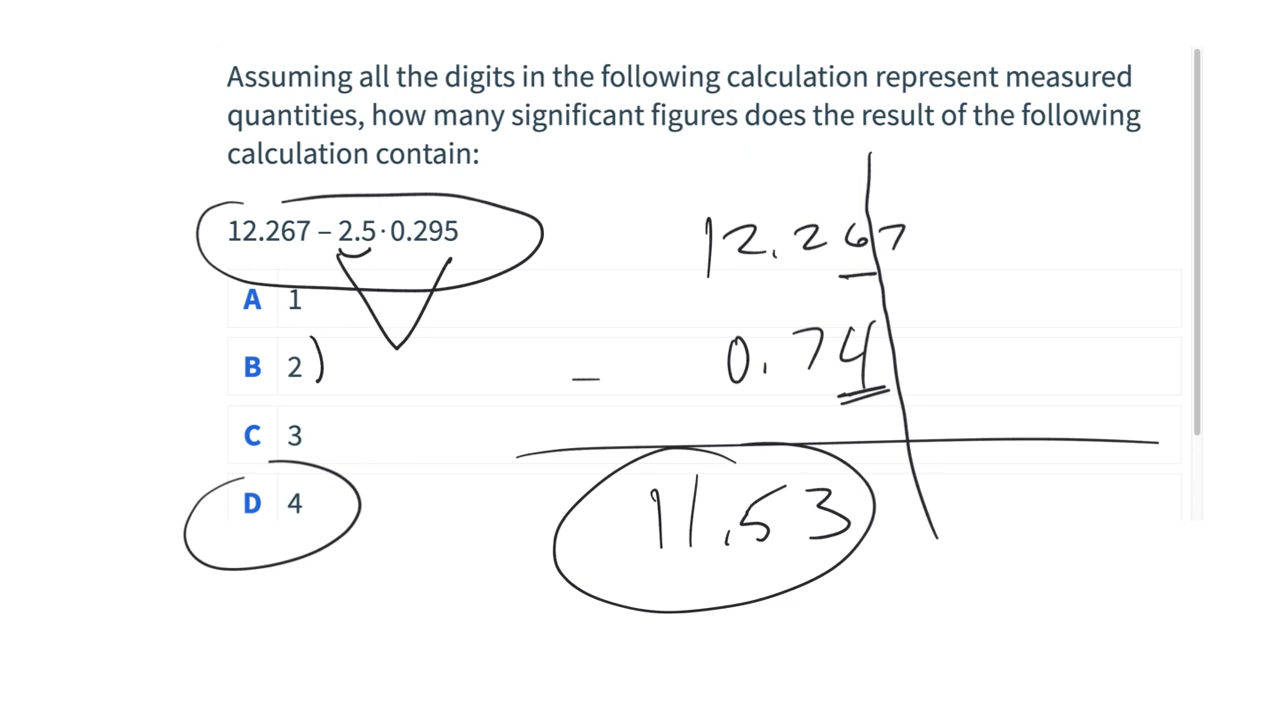 Assuming all the digits in the following calculation represent measured
quantities, how many significant figures does the result of the following
calculation contain:
12.267 – 2.5 · 0.295
12.267
A 1
B 2)
– 0.74
C 3
D 4
11.53